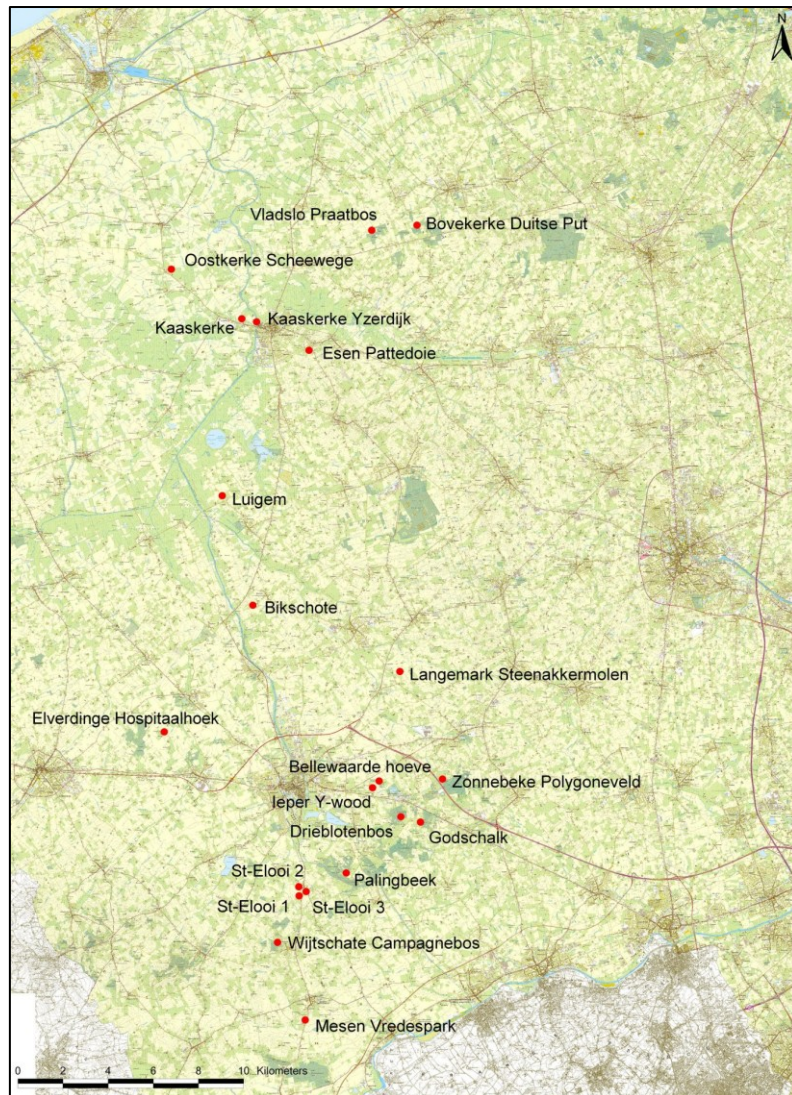 N
Vladslo Praatbos
Bovekerke Duitse Put
Oostkerke Scheewege
Kaaskerke
Kaaskerke Yzerdijk
Esen Pattedoie
Luigem
Bikschote
Langemark Steenakkermolen
Elverdinge Hospitaalhoek
Bellewaarde hoeve
Zonnebeke Polygoneveld
Ieper Y-wood
Drieblotenbos
Godschalk
St-Elooi 2
Palingbeek
St-Elooi 1
St-Elooi 3
Wijtschate Campagnebos
Mesen Vredespark
0 2 4 6 8 10 Kilometers